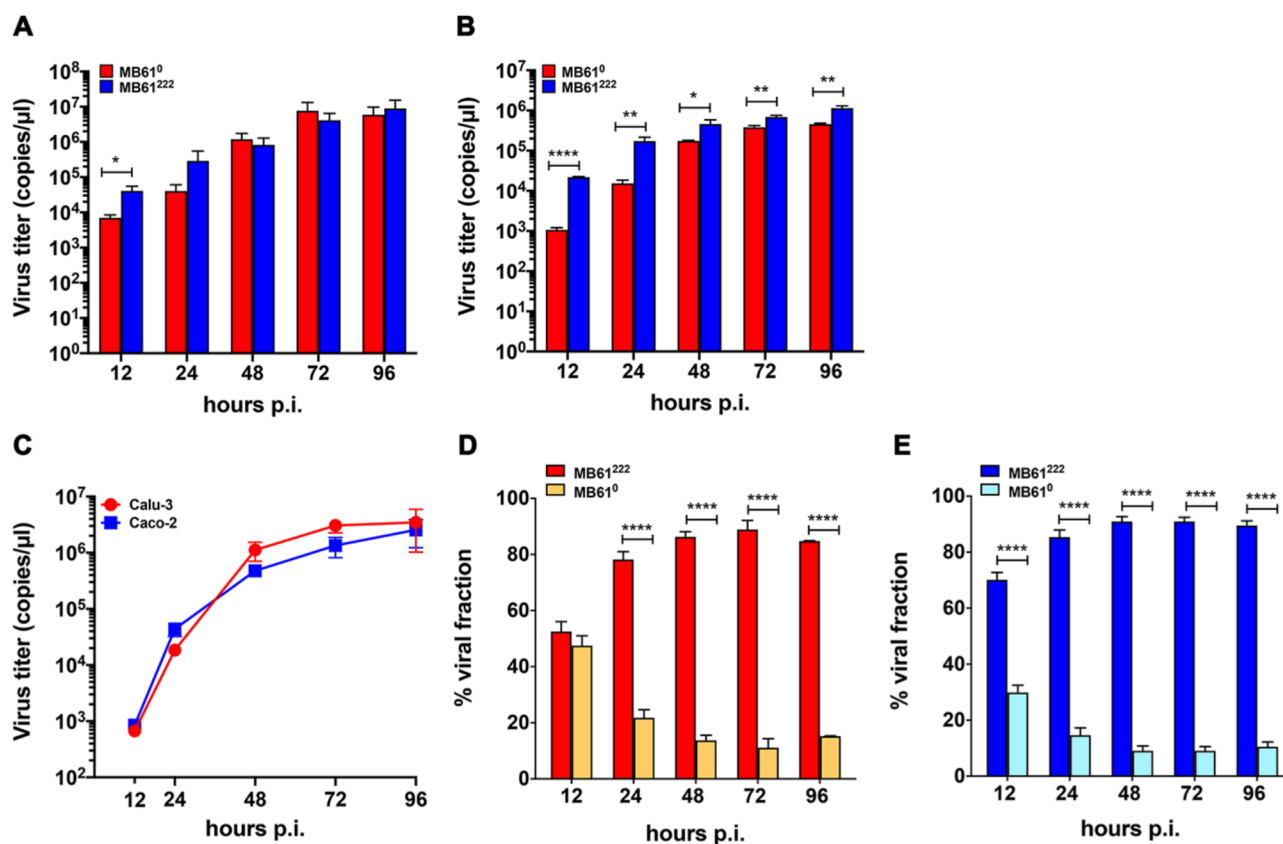 A
MB61⁰
MB61²²²
Virus titer (copies/µl)
10⁸
10⁷
10⁶
10⁵
10⁴
10³
10²
10¹
10⁰
*
12 24 48 72 96
hours p.i.
B
MB61⁰
MB61²²²
Virus titer (copies/µl)
10⁷
10⁶
10⁵
10⁴
10³
10²
10¹
10⁰
**** ** * ** **
12 24 48 72 96
hours p.i.
C
Calu-3
Caco-2
Virus titer (copies/µl)
10⁷
10⁶
10⁵
10⁴
10³
10²
12 24 48 72 96
hours p.i.
D
MB61²²²
MB61⁰
% viral fraction
100
80
60
40
20
0
**** **** **** ****
12 24 48 72 96
hours p.i.
E
MB61²²²
MB61⁰
% viral fraction
100
80
60
40
20
0
**** **** **** **** ****
12 24 48 72 96
hours p.i.